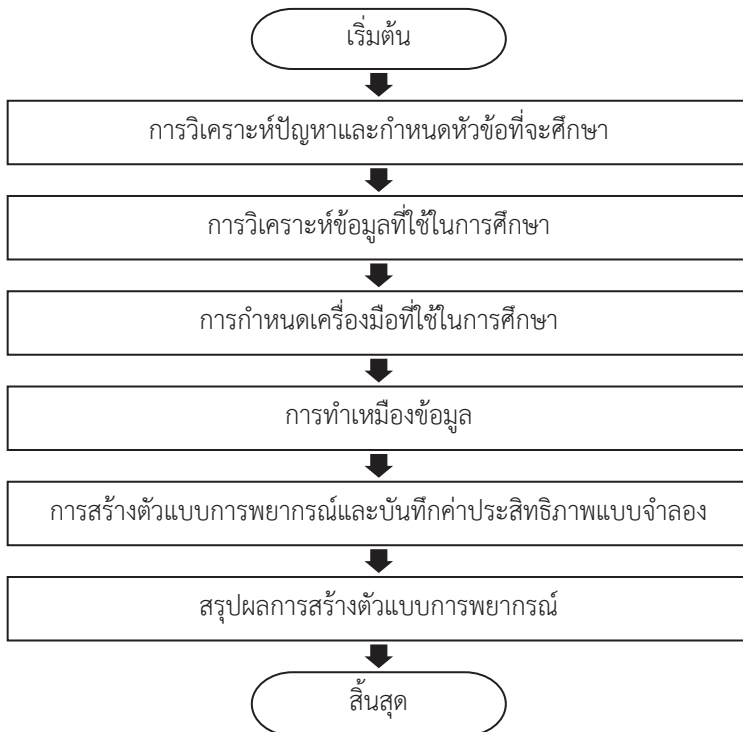 เริ่มต้น
การวิเคราะห์ปัญหาและกำหนดหัวข้อที่จะศึกษา
การวิเคราะห์ข้อมูลที่ใช้ในการศึกษา
การกำหนดเครื่องมือที่ใช้ในการศึกษา
การทำเหมืองข้อมูล
การสร้างตัวแบบการพยากรณ์และบันทึกค่าประสิทธิภาพแบบจำลอง
สรุปผลการสร้างตัวแบบการพยากรณ์
สิ้นสุด